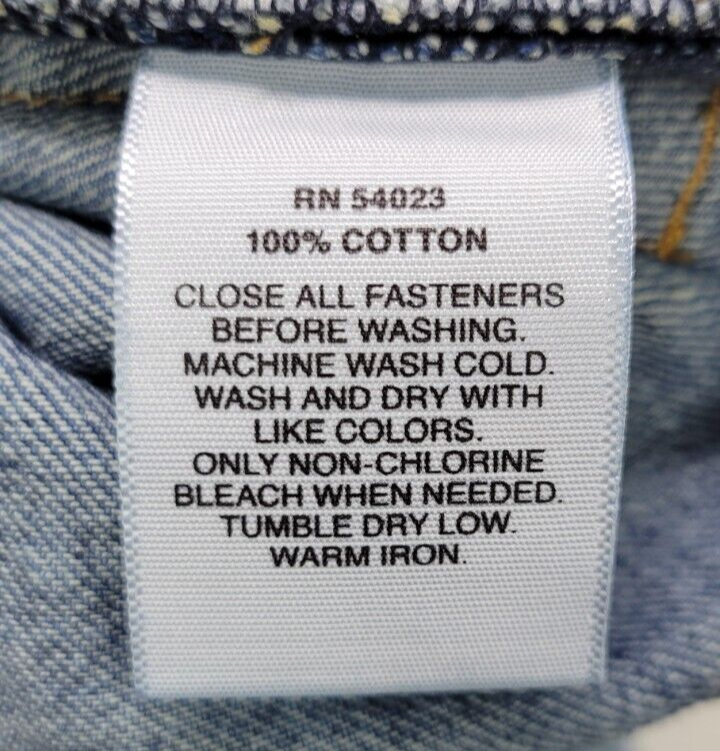 RN 54023
100% COTTON
CLOSE ALL FASTENERS
BEFORE WASHING.
MACHINE WASH COLD.
WASH AND DRY WITH
LIKE COLORS.
ONLY NON-CHLORINE
BLEACH WHEN NEEDED.
TUMBLE DRY LOW.
WARM IRON.